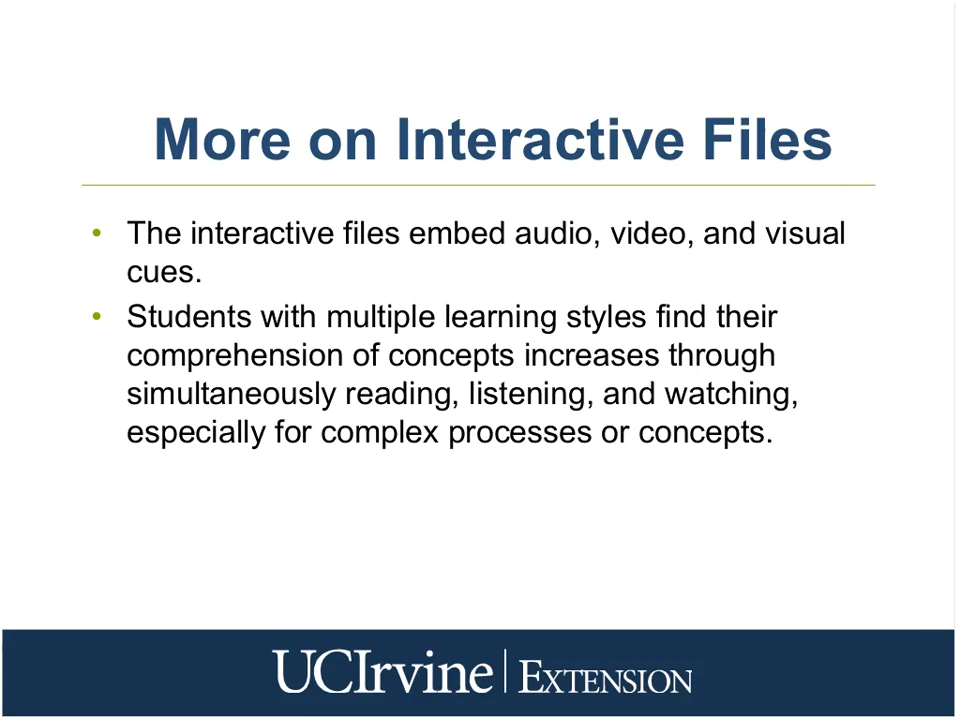 More on Interactive Files
• The interactive files embed audio, video, and visual
cues.
• Students with multiple learning styles find their
comprehension of concepts increases through
simultaneously reading, listening, and watching,
especially for complex processes or concepts.
UCIrvine | EXTENSION